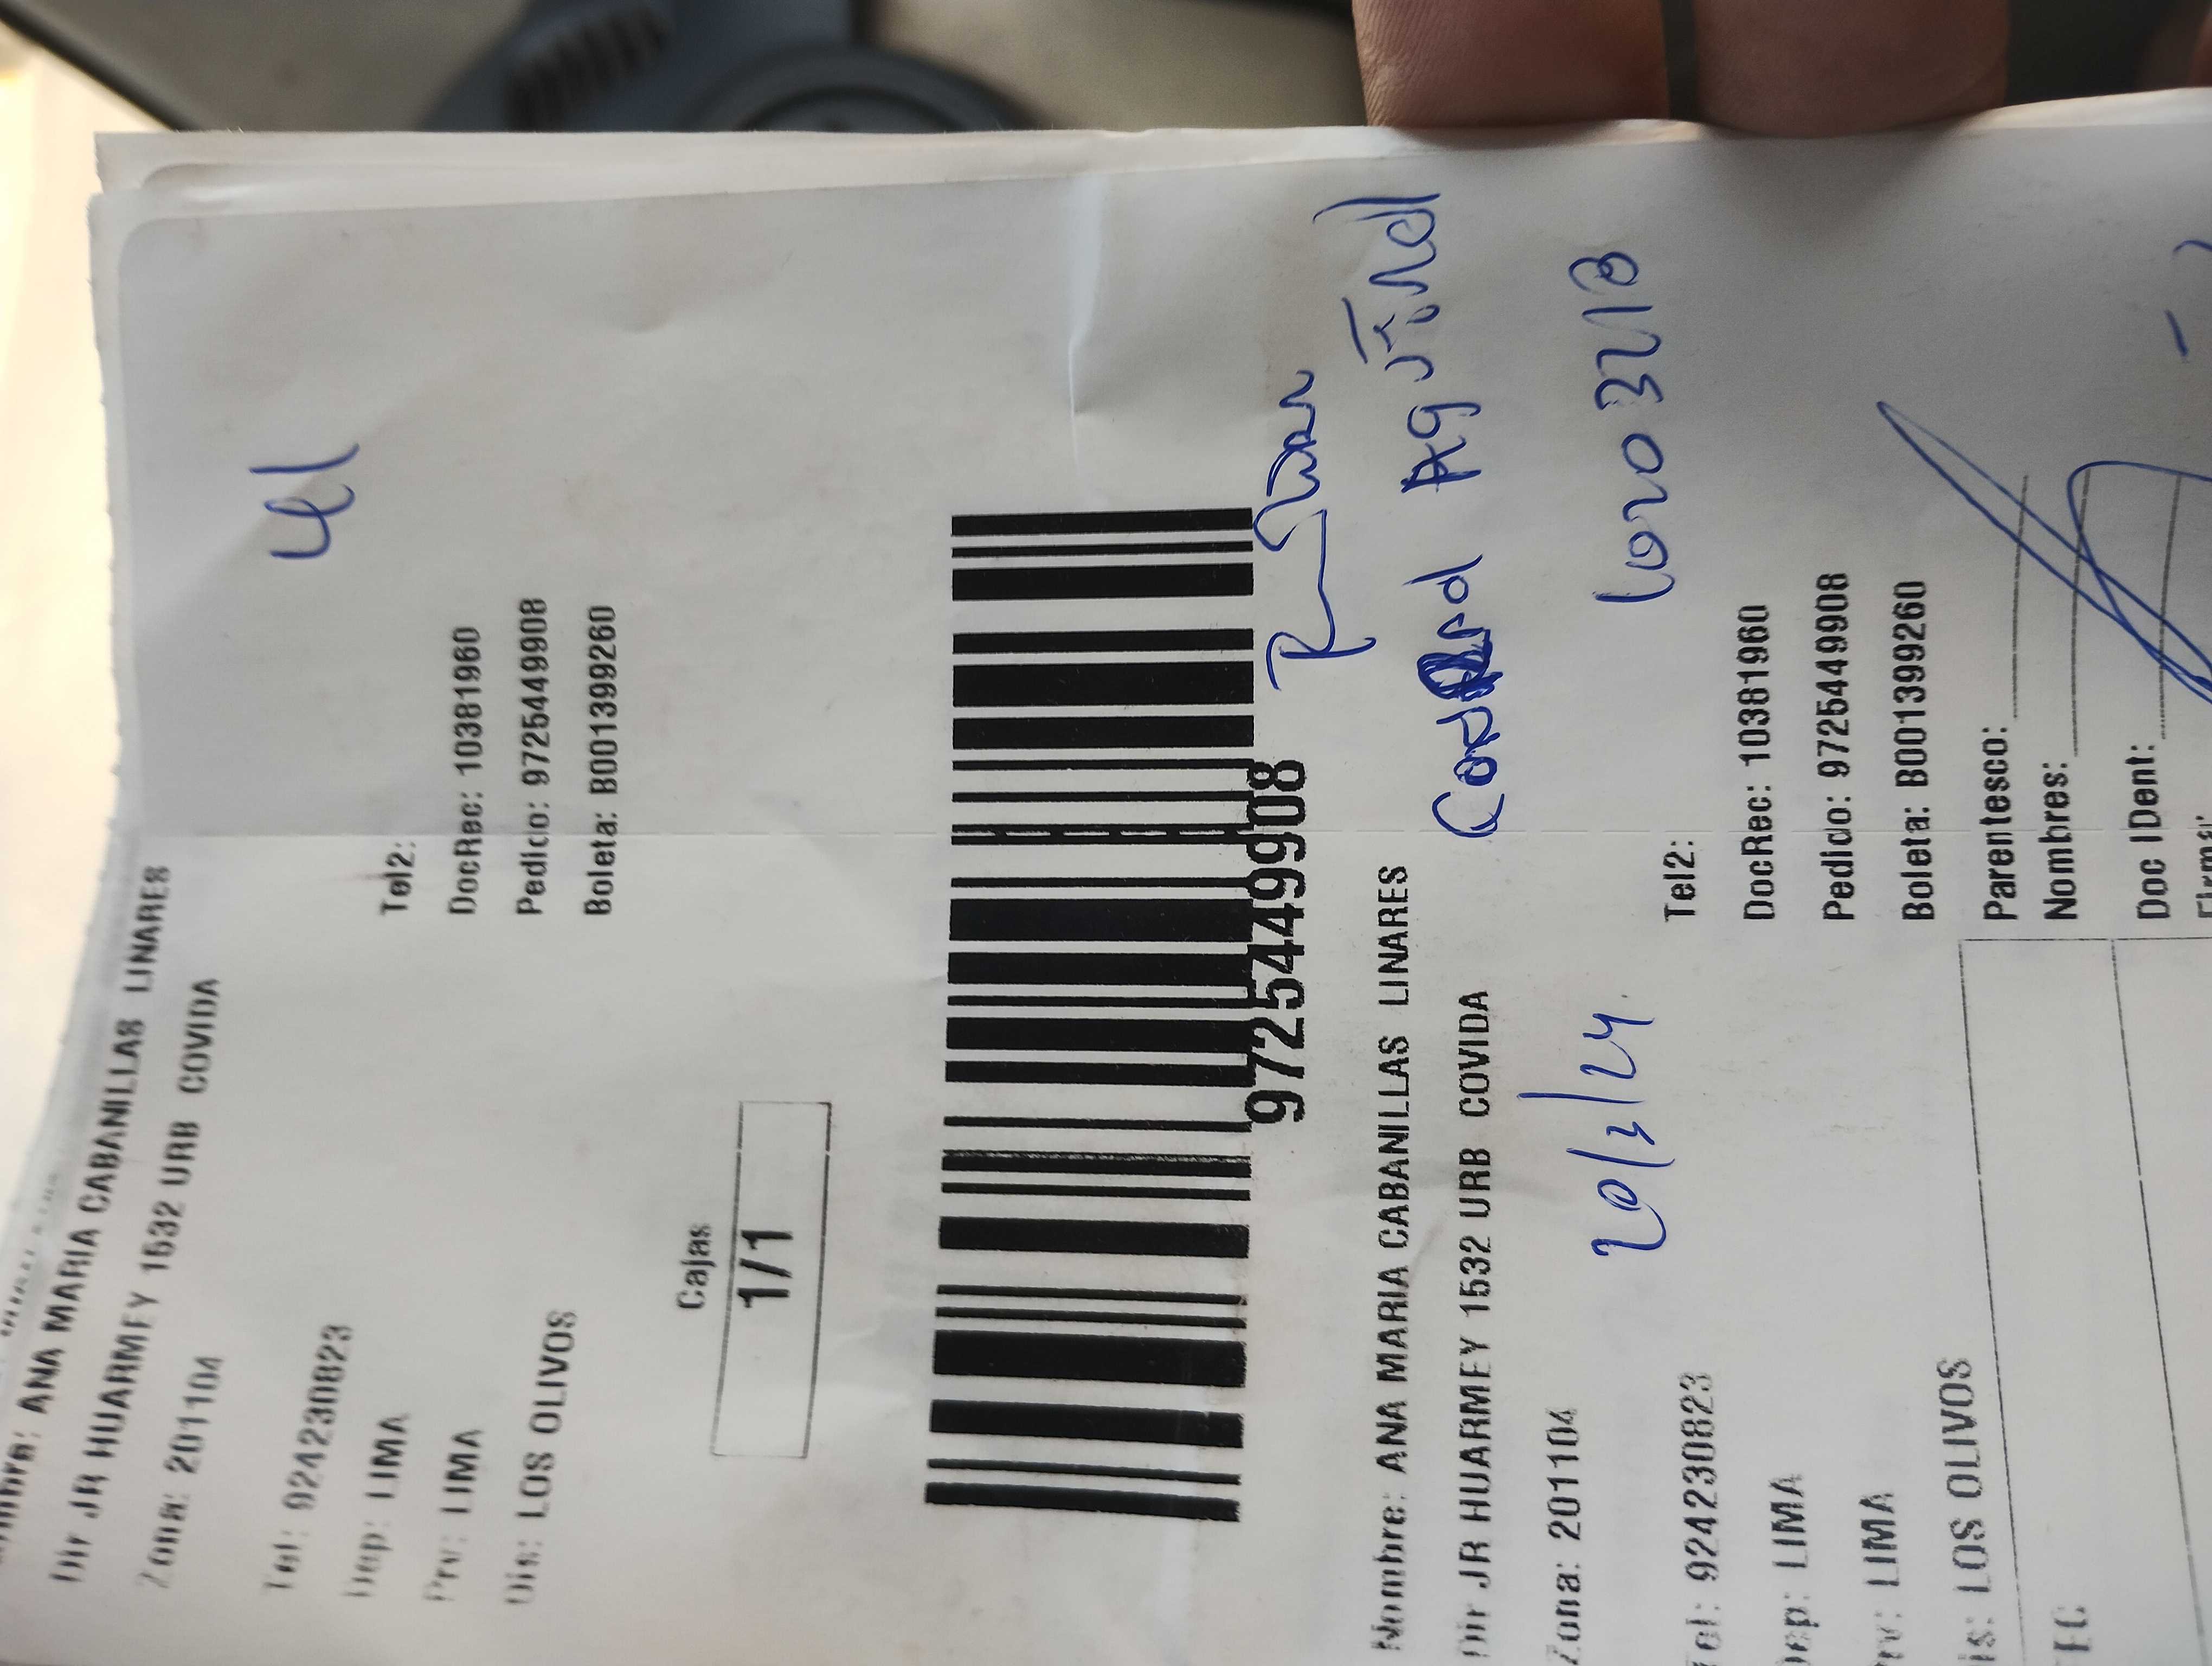 Nombre: ANA MARIA CABANILLAS LINARES
Dir JR HUARMEY 1532 URB COVIDA
Zona: 201104
41
Tel: 924230823
Tel2:
Dep: LIMA
DocRec: 10381960
Prv: LIMA
Pedido: 9725449908
Dis: LOS OLIVOS
Boleta: B001399260
Cajas
1/1
9725449908
Nombre: ANA MARIA CABANILLAS LINARES
Dir JR HUARMEY 1532 URB COVIDA
Zona: 201104
20/3/24.
Tel: 924230823
Tel2:
Dep: LIMA
DocRec: 10381960
Prv: LIMA
Pedido: 9725449908
Dis: LOS OLIVOS
Boleta: B001399260
Parentesco:
Nombres:
Doc IDent: